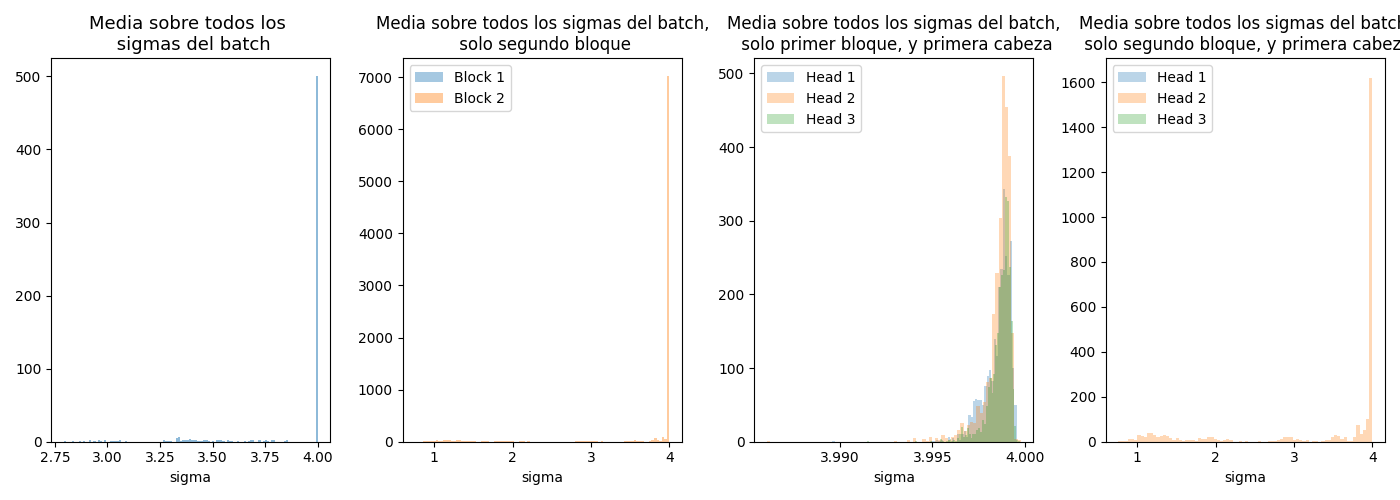 Media sobre todos los
sigmas del batch
500
400
300
200
100
0
2.75 3.00 3.25 3.50 3.75 4.00
sigma
Media sobre todos los sigmas del batch,
solo segundo bloque
Block 1
Block 2
7000
6000
5000
4000
3000
2000
1000
0
1 2 3 4
sigma
Media sobre todos los sigmas del batch,
solo primer bloque, y primera cabeza
Head 1
Head 2
Head 3
500
400
300
200
100
0
3.990 3.995 4.000
sigma
Media sobre todos los sigmas del batch
solo segundo bloque, y primera cabez
Head 1
Head 2
Head 3
1600
1400
1200
1000
800
600
400
200
0
1 2 3 4
sigma